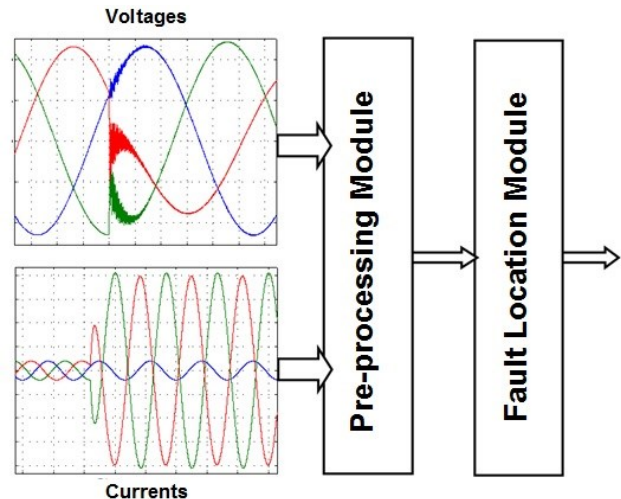 Voltages
Pre-processing Module
Fault Location Module
Currents